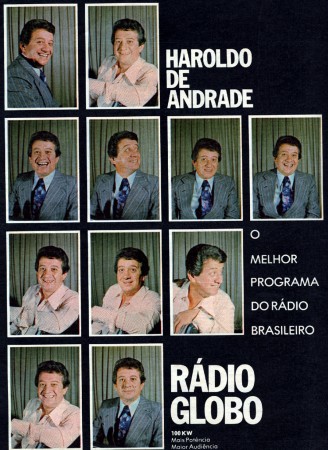 HAROLDO
DE
ANDRADE
O
MELHOR
PROGRAMA
DO RÁDIO
BRASILEIRO
RÁDIO
GLOBO
100 KW
Mais Potência
Maior Audiência